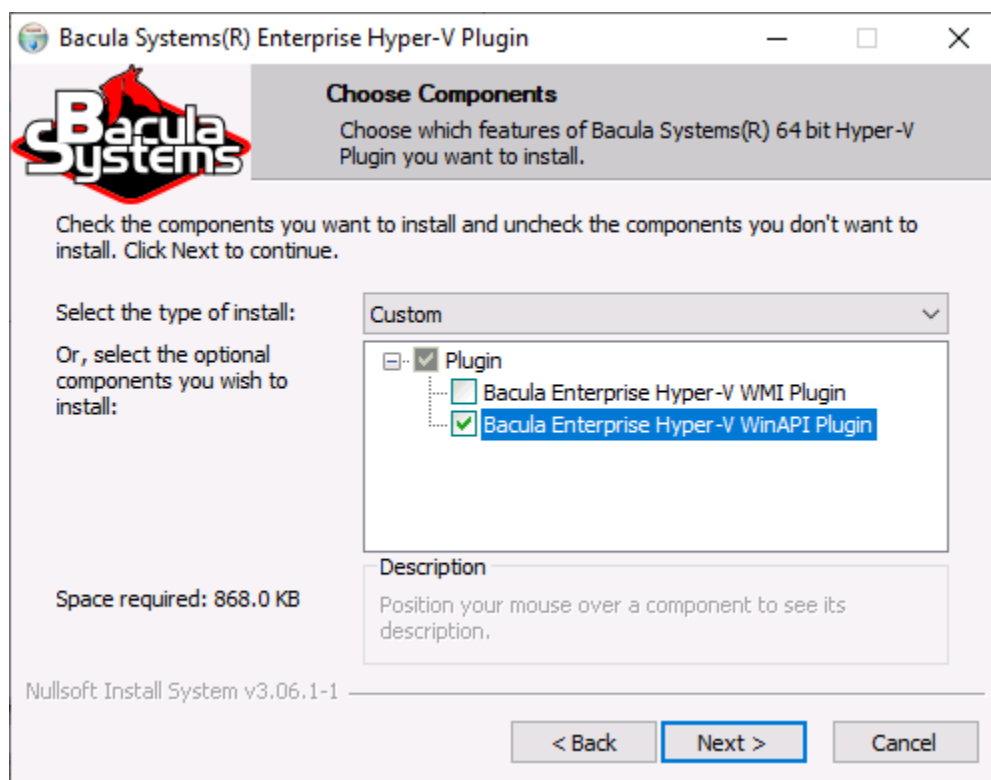 Bacula Systems(R) Enterprise Hyper-V Plugin
Bacula
Systems
Choose Components
Choose which features of Bacula Systems(R) 64 bit Hyper-V
Plugin you want to install.
Check the components you want to install and uncheck the components you don't want to
install. Click Next to continue.
Select the type of install:
Custom
Or, select the optional
components you wish to
install:
Plugin
Bacula Enterprise Hyper-V WMI Plugin
Bacula Enterprise Hyper-V WinAPI Plugin
Space required: 868.0 KB
Description
Position your mouse over a component to see its
description.
Nullsoft Install System v3.06.1-1
< Back
Next >
Cancel